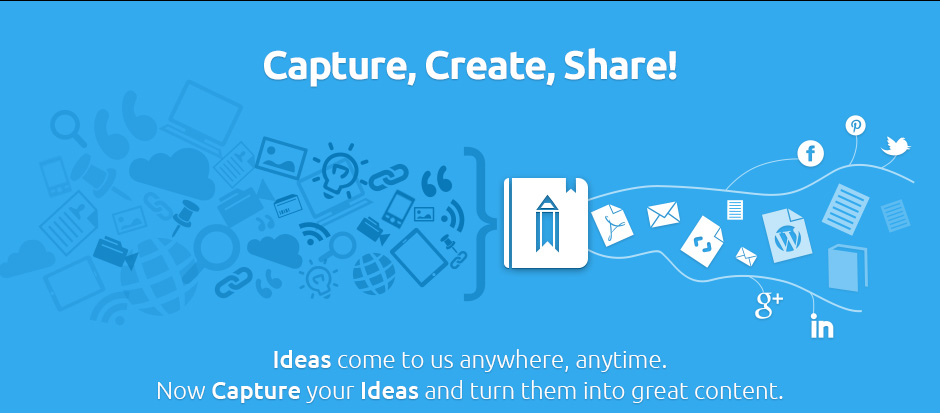 Capture, Create, Share!
Ideas come to us anywhere, anytime.
Now Capture your Ideas and turn them into great content.